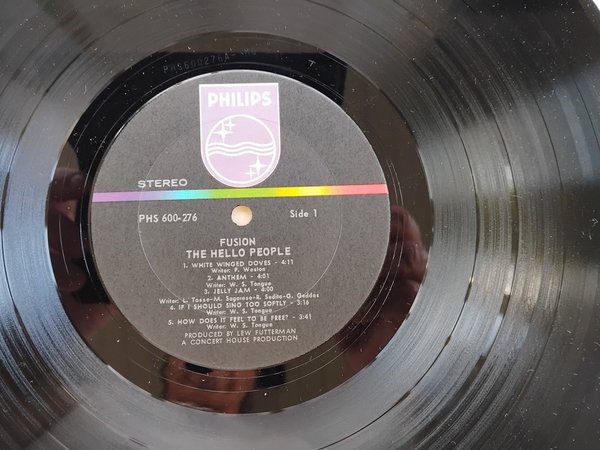 PHS600276A
PHILIPS
STEREO
PHS 600-276
Side 1
FUSION
THE HELLO PEOPLE
1. WHITE WINGED DOVES - 4:11
Writer: P. Weston
2. ANTHEM - 4:01
Writer: W. S. Tongue
3. JELLY JAM - 4:00
Writer: L. Tasse-M. Sagarese-R. Sedita-G. Geddes
4. IF I SHOULD SING TOO SOFTLY - 3:16
Writer: W. S. Tongue
5. HOW DOES IT FEEL TO BE FREE? - 3:41
Writer: W. S. Tongue
PRODUCED BY LEW FUTTERMAN
A CONCERT HOUSE PRODUCTION